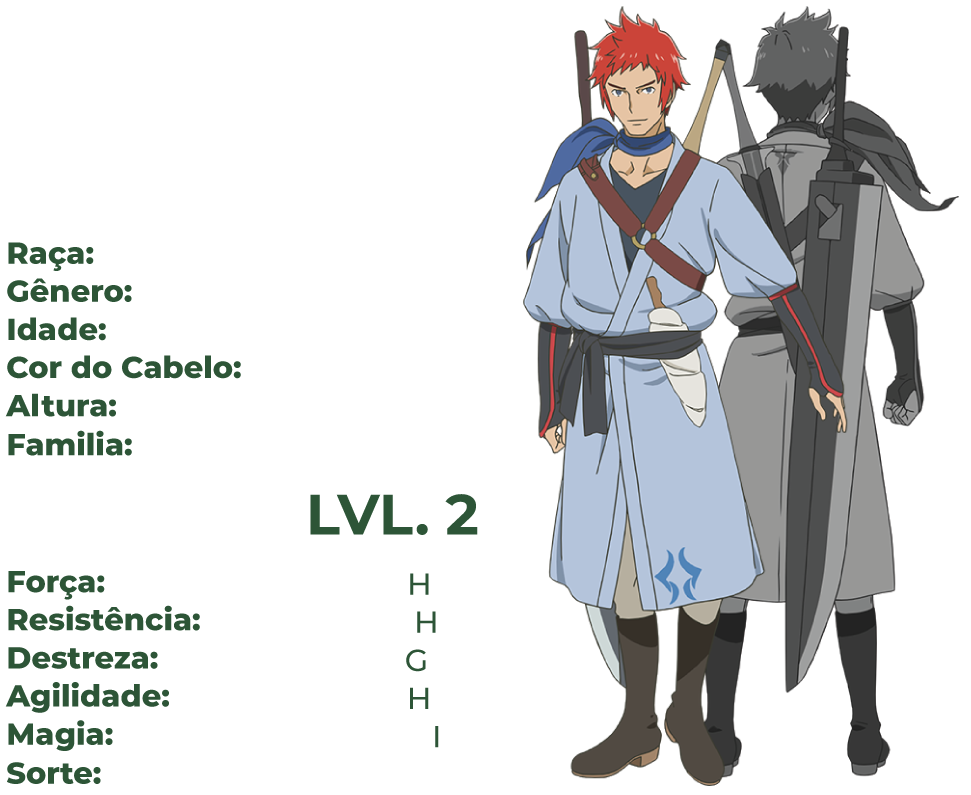 Raça:
Gênero:
Idade:
Cor do Cabelo:
Altura:
Familia:
LVL. 2
Força: H
Resistência: H
Destreza: G
Agilidade: H
Magia: I
Sorte: